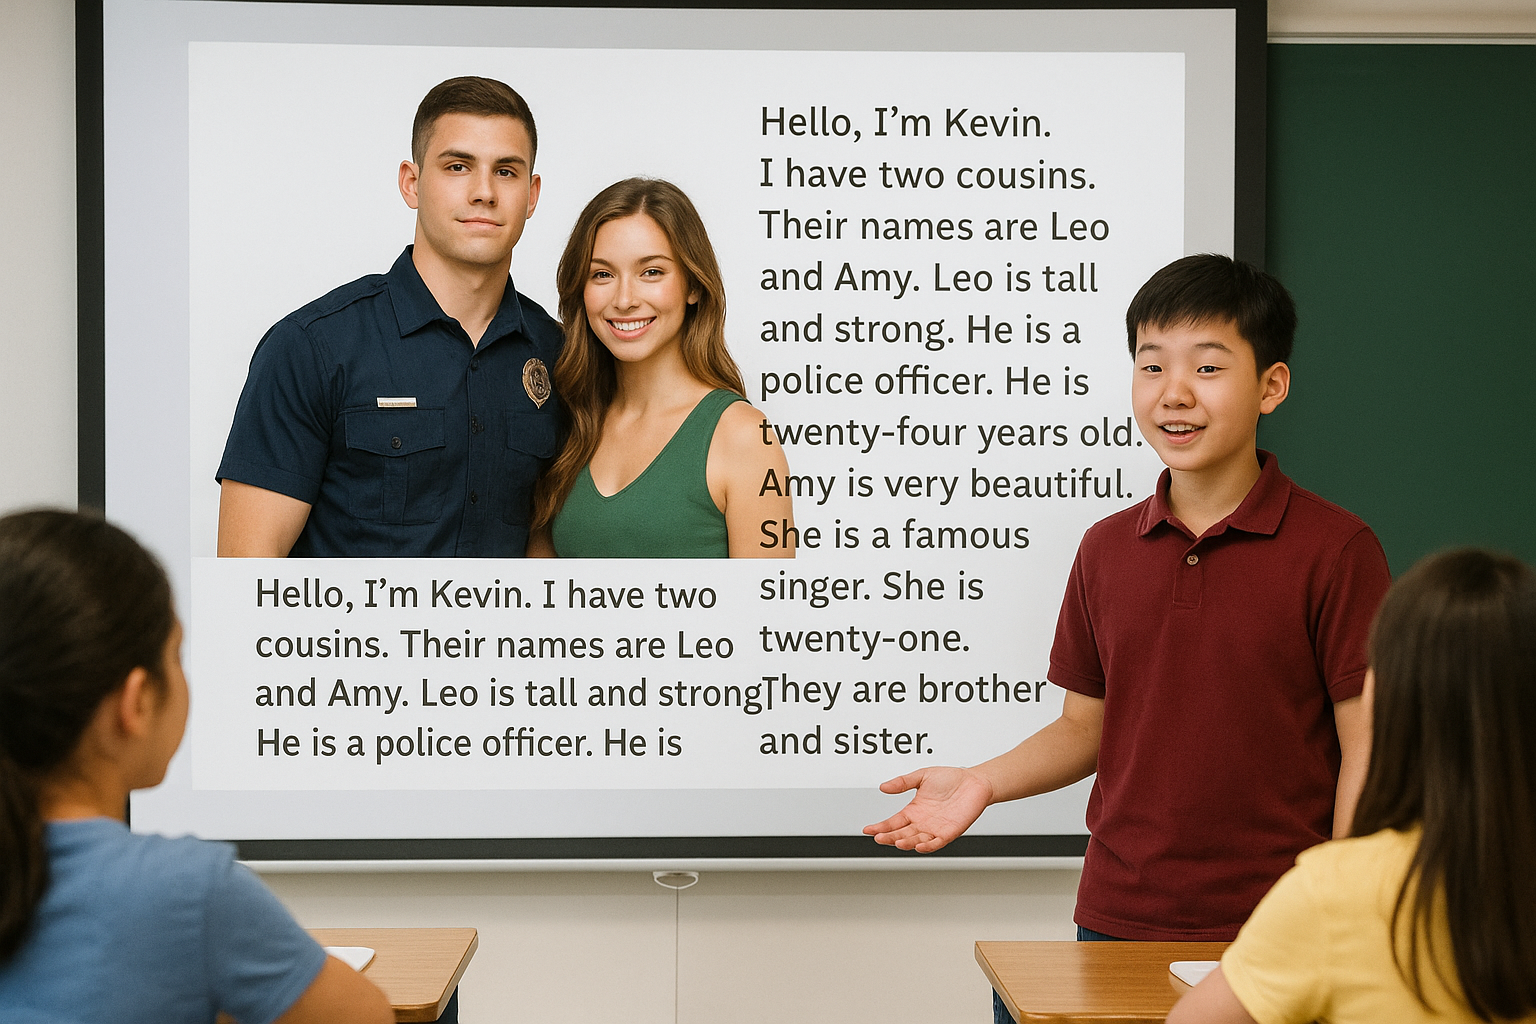 Hello, I'm Kevin.
I have two cousins.
Their names are Leo
and Amy. Leo is tall
and strong. He is a
police officer. He is
twenty-four years old.
Amy is very beautiful.
She is a famous
singer. She is
twenty-one.
They are brother
and sister.
Hello, I'm Kevin. I have two
cousins. Their names are Leo
and Amy. Leo is tall and strong
He is a police officer. He is